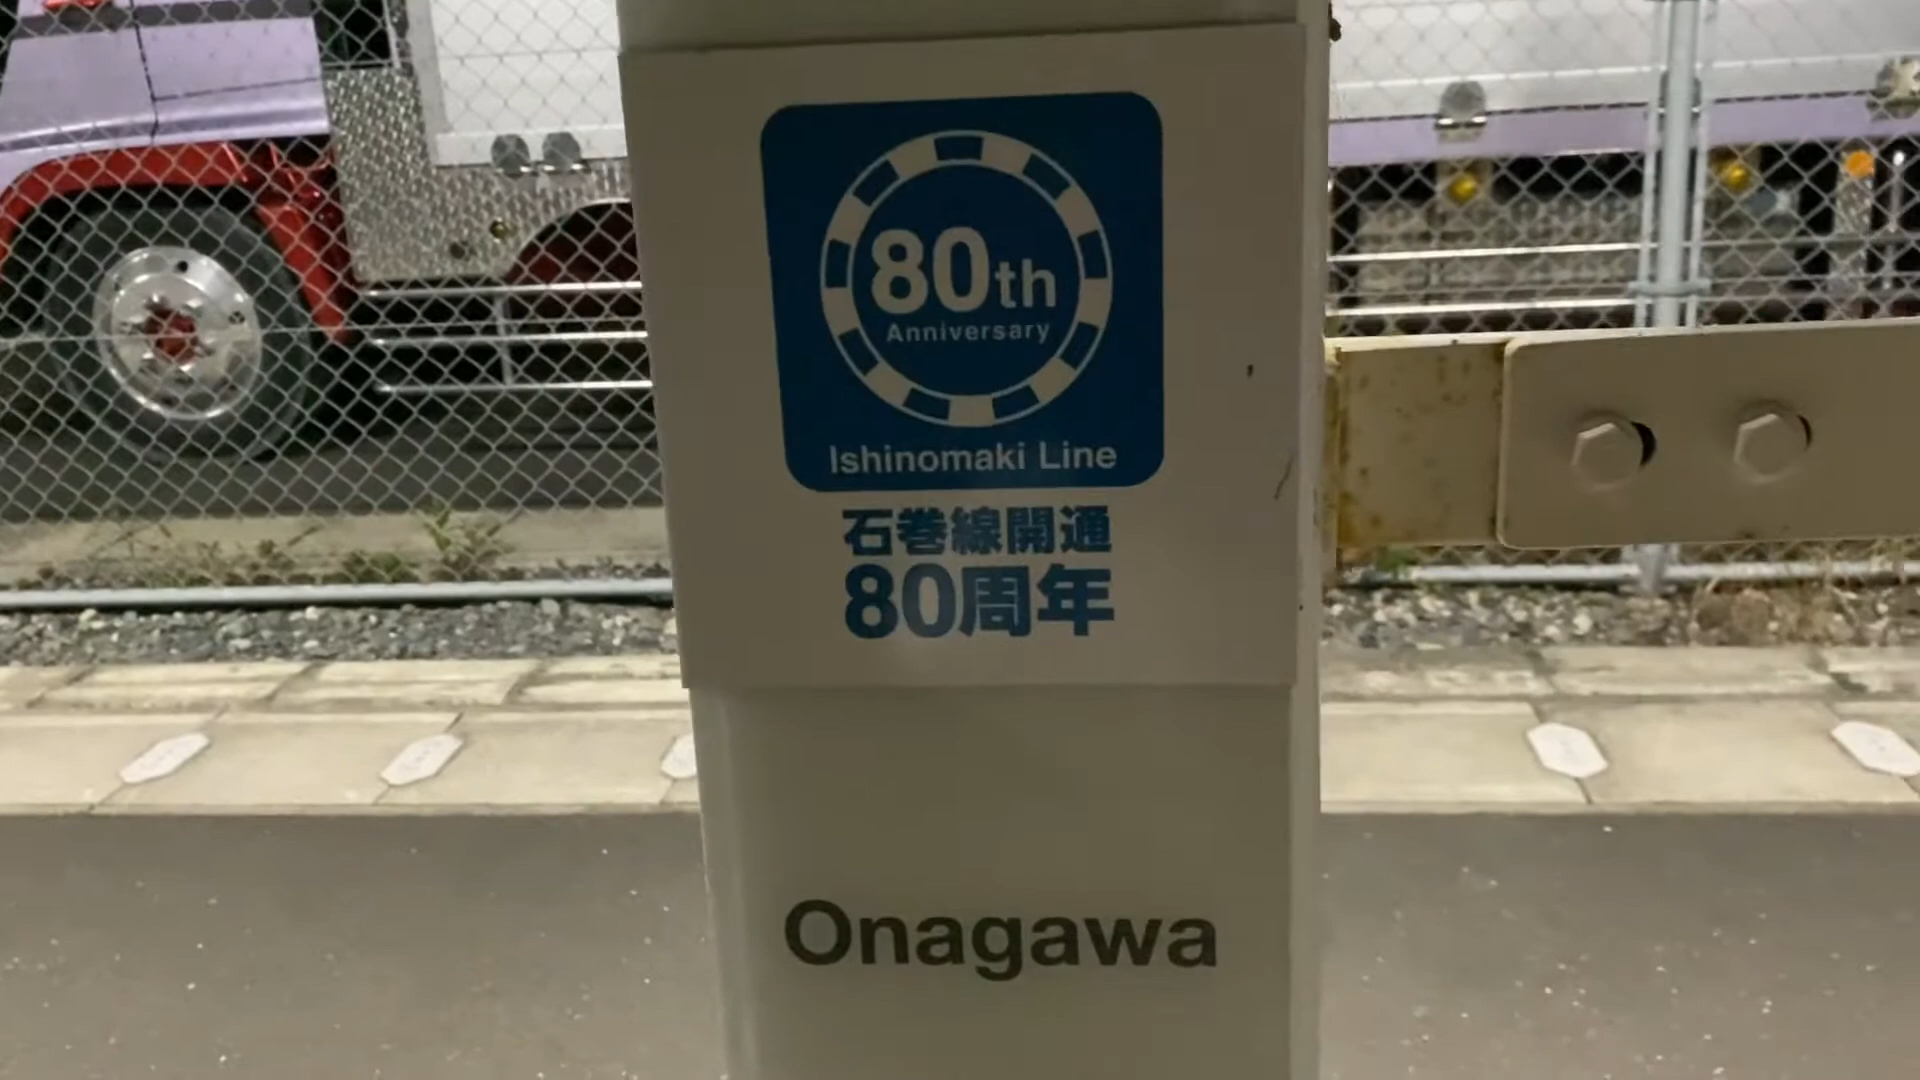 80th
Anniversary
Ishinomaki Line
石巻線開通
80周年
Onagawa